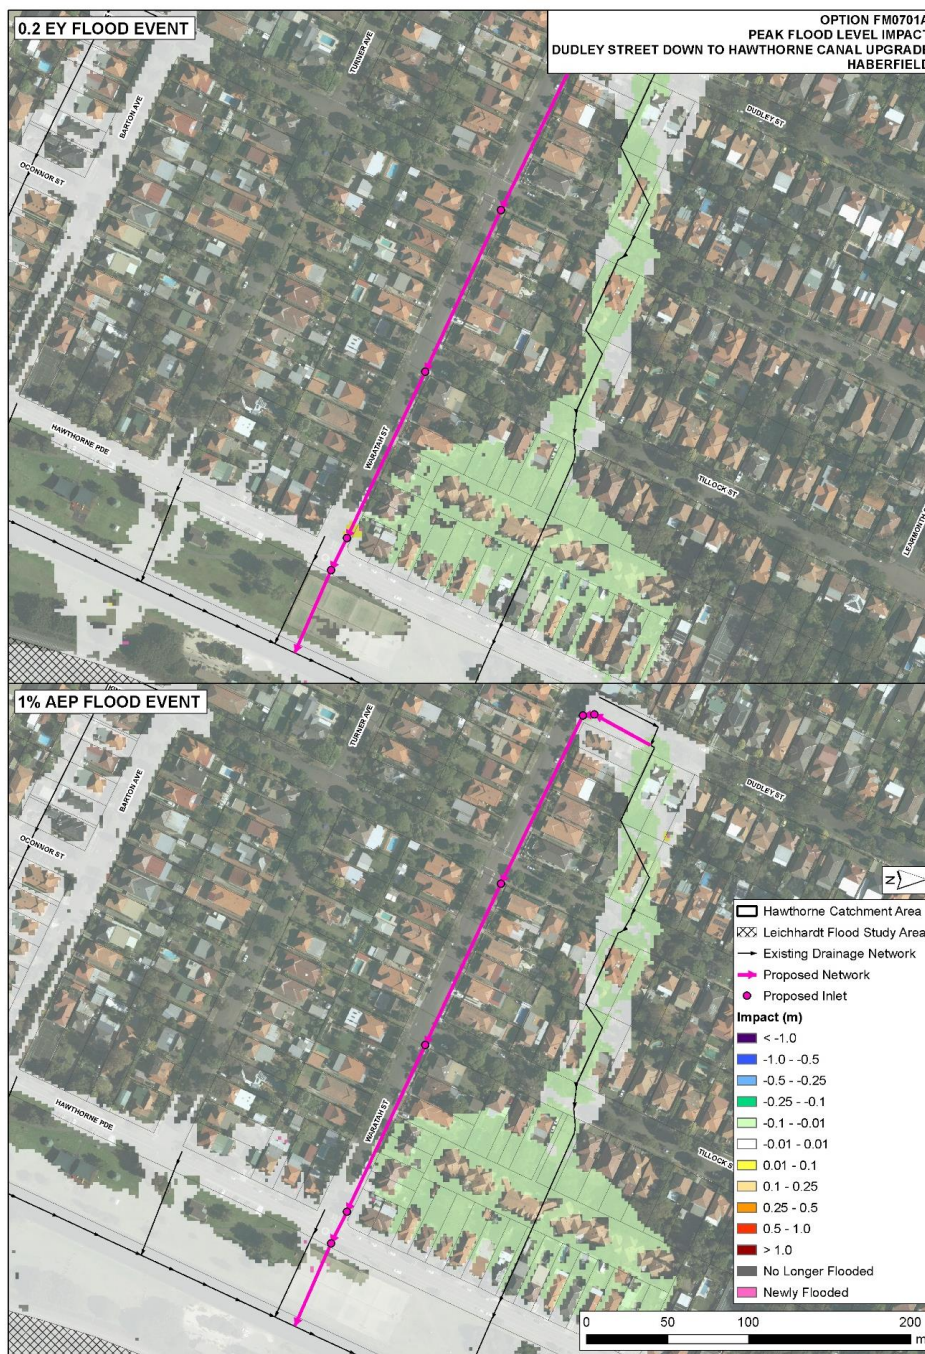 0.2 EY FLOOD EVENT
OPTION FM0701A
PEAK FLOOD LEVEL IMPACT
DUDLEY STREET DOWN TO HAWTHORNE CANAL UPGRADE
HABERFIELD
TURNER AVE
BARTON AVE
OCONNOR ST
DUDLEY ST
HAWTHORNE PDE
WARATAH ST
TILLOCK ST
LEARMONTH
1% AEP FLOOD EVENT
TURNER AVE
BARTON AVE
OCONNOR ST
DUDLEY ST
HAWTHORNE PDE
WARATAH ST
TILLOCK S
N
Hawthorne Catchment Area
Leichhardt Flood Study Area
Existing Drainage Network
Proposed Network
Proposed Inlet
Impact (m)
< -1.0
-1.0 - -0.5
-0.5 - -0.25
-0.25 - -0.1
-0.1 - -0.01
-0.01 - 0.01
0.01 - 0.1
0.1 - 0.25
0.25 - 0.5
0.5 - 1.0
> 1.0
No Longer Flooded
Newly Flooded
0 50 100 200
m